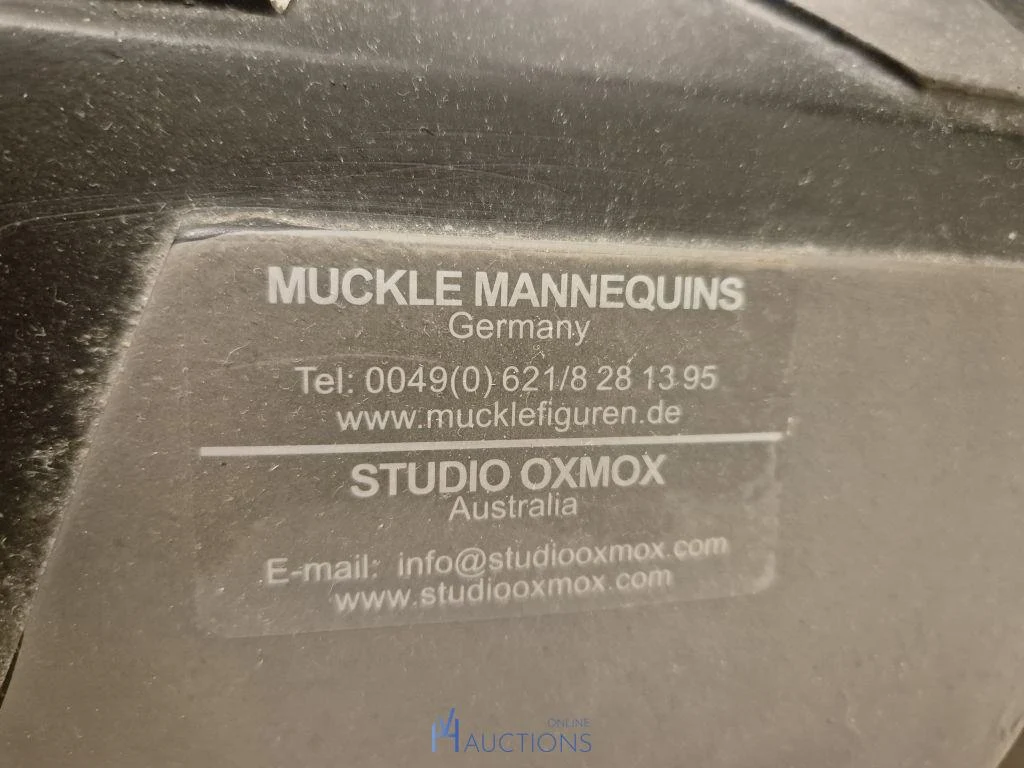 MUCKLE MANNEQUINS
Germany
Tel: 0049(0) 621/8 28 13 95
www.mucklefiguren.de
STUDIO OXMOX
Australia
E-mail: info@studiooxmox.com
www.studiooxmox.com
ONLINE
AUCTIONS